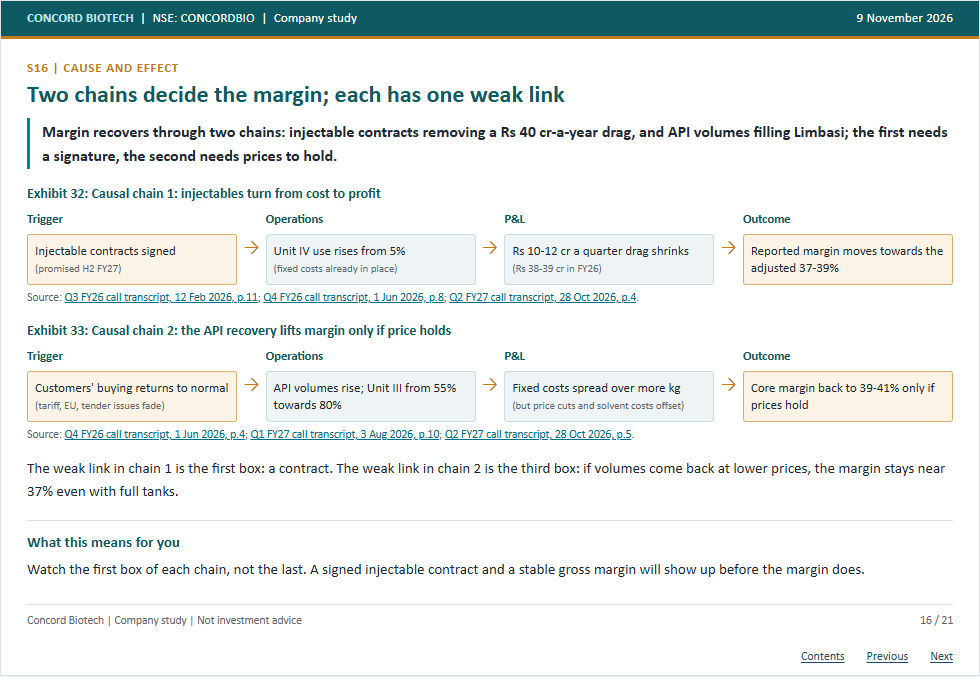 CONCORD BIOTECH | NSE: CONCORDBIO | Company study
9 November 2026
S16 | CAUSE AND EFFECT
Two chains decide the margin; each has one weak link
Margin recovers through two chains: injectable contracts removing a Rs 40 cr-a-year drag, and API volumes filling Limbasi; the first needs
a signature, the second needs prices to hold.
Exhibit 32: Causal chain 1: injectables turn from cost to profit
Trigger
Injectable contracts signed
(promised H2 FY27)
→
Operations
Unit IV use rises from 5%
(fixed costs already in place)
→
P&L
Rs 10-12 cr a quarter drag shrinks
(Rs 38-39 cr in FY26)
→
Outcome
Reported margin moves towards the
adjusted 37-39%
Source: Q3 FY26 call transcript, 12 Feb 2026, p.11; Q4 FY26 call transcript, 1 Jun 2026, p.8; Q2 FY27 call transcript, 28 Oct 2026, p.4.
Exhibit 33: Causal chain 2: the API recovery lifts margin only if price holds
Trigger
Customers' buying returns to normal
(tariff, EU, tender issues fade)
→
Operations
API volumes rise; Unit III from 55%
towards 80%
→
P&L
Fixed costs spread over more kg
(but price cuts and solvent costs offset)
→
Outcome
Core margin back to 39-41% only if
prices hold
Source: Q4 FY26 call transcript, 1 Jun 2026, p.4; Q1 FY27 call transcript, 3 Aug 2026, p.10; Q2 FY27 call transcript, 28 Oct 2026, p.5.
The weak link in chain 1 is the first box: a contract. The weak link in chain 2 is the third box: if volumes come back at lower prices, the margin stays near
37% even with full tanks.
What this means for you
Watch the first box of each chain, not the last. A signed injectable contract and a stable gross margin will show up before the margin does.
Concord Biotech | Company study | Not investment advice
16 / 21
Contents
Previous
Next